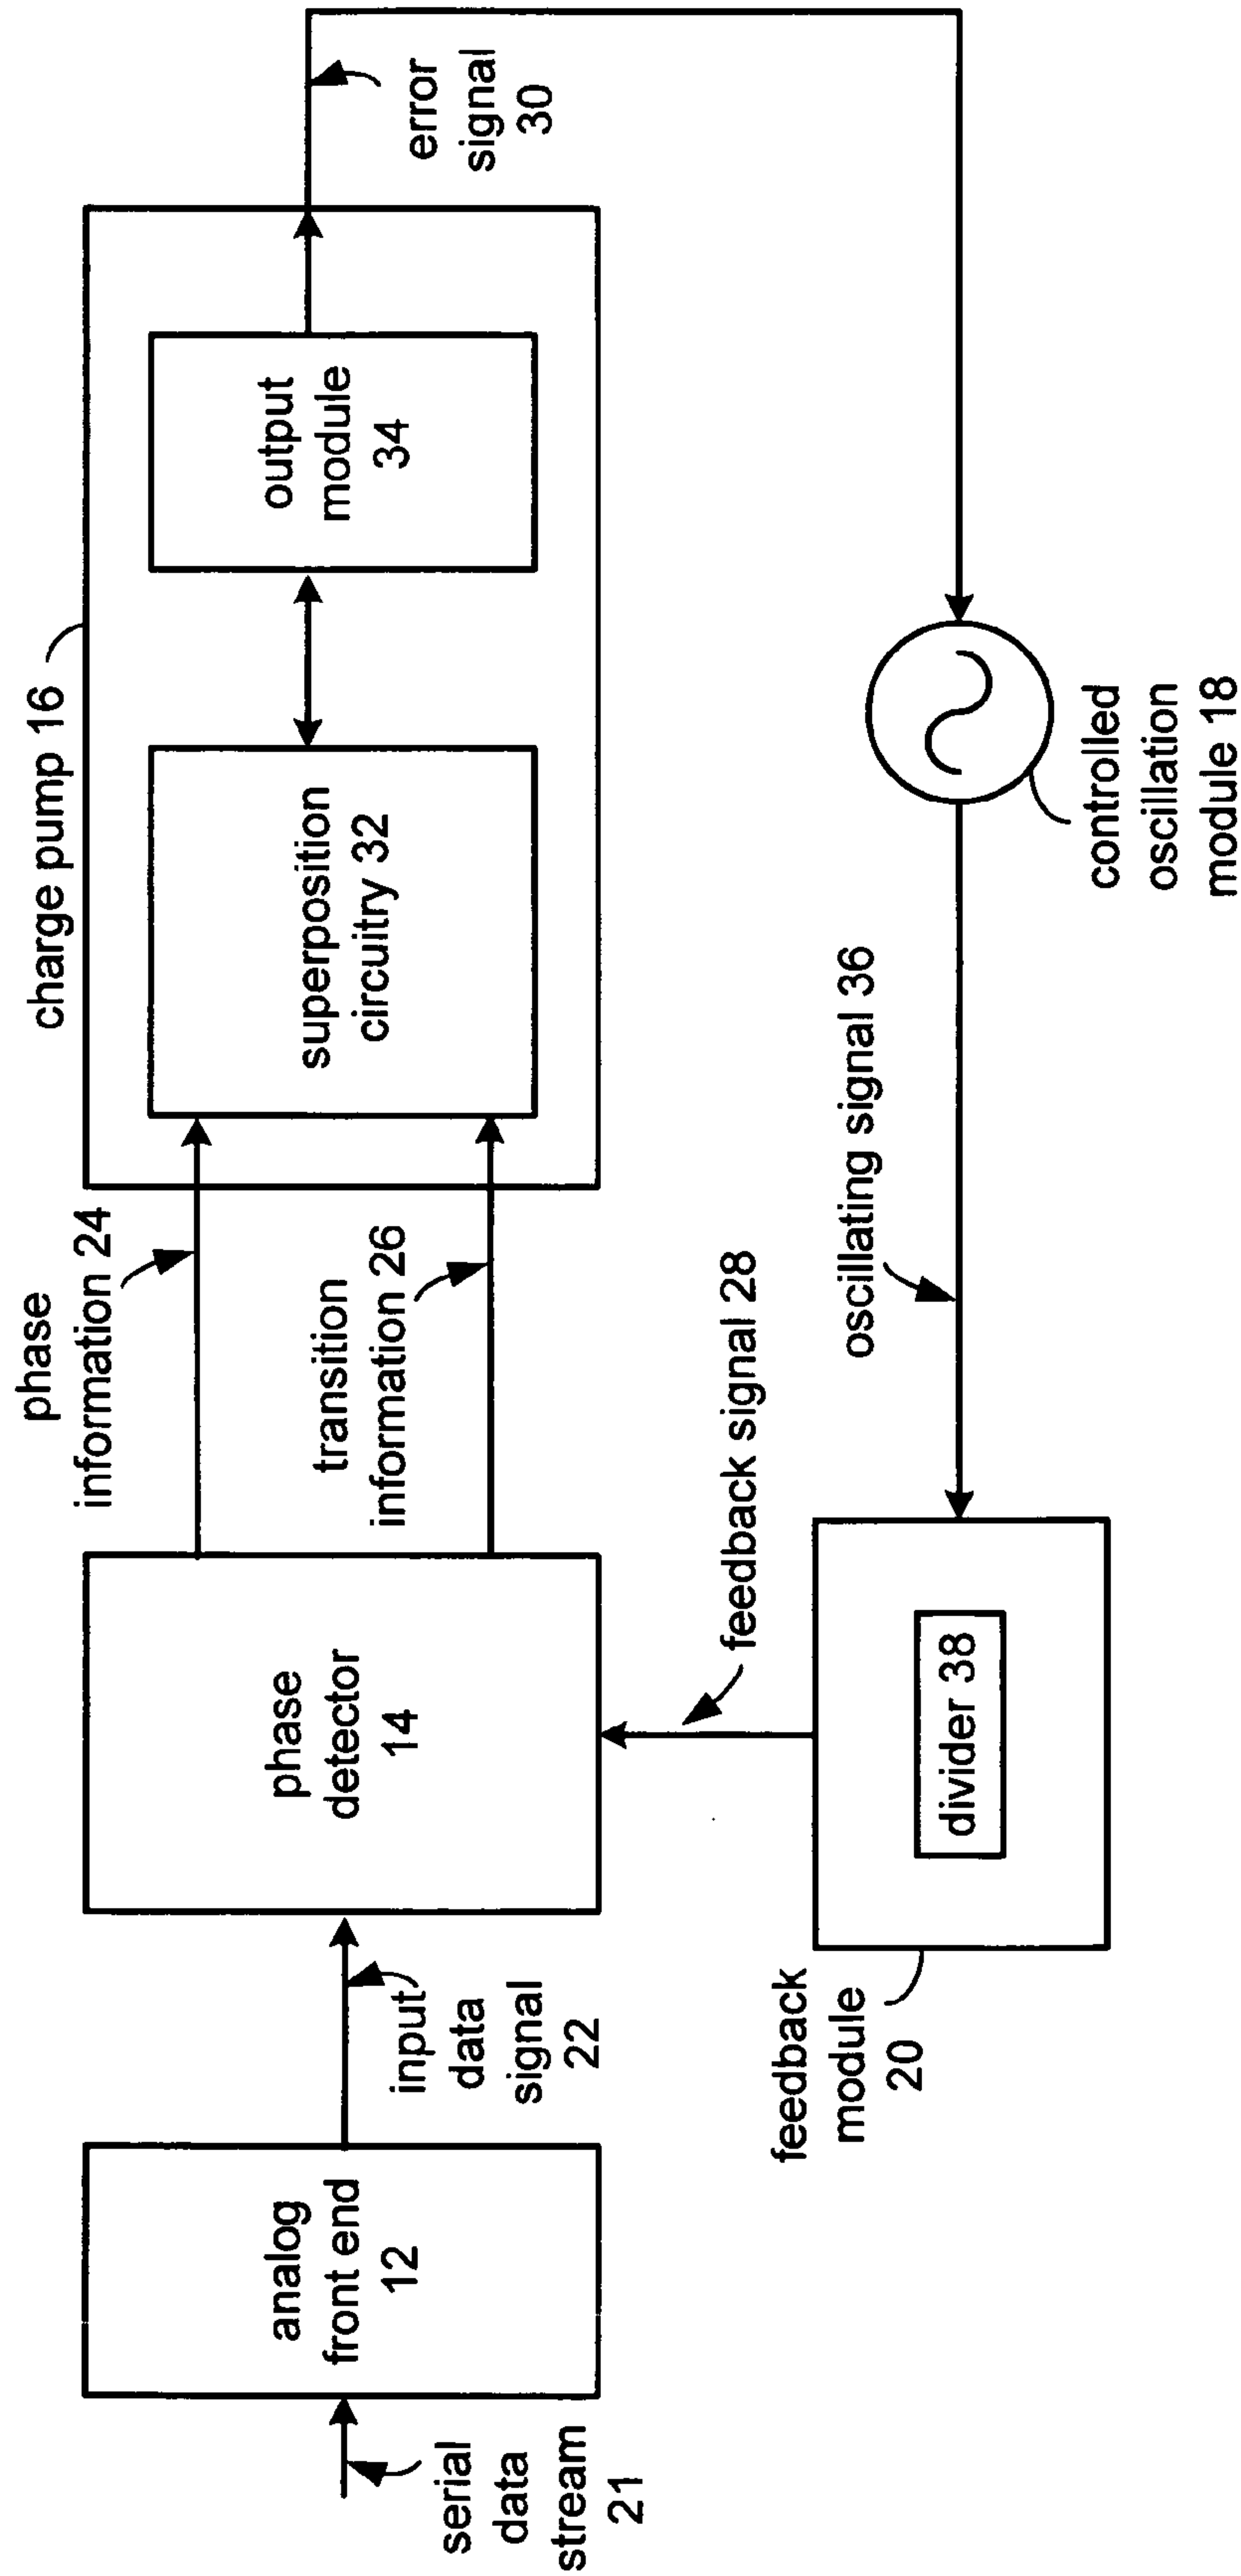 serial
data
stream
21
analog
front end
12
input
data
signal
22
phase
detector
14
phase
information 24
transition
information 26
charge pump 16
superposition
circuitry 32
output
module
34
error
signal
30
feedback signal 28
oscillating signal 36
controlled
oscillation
module 18
feedback
module
20
divider 38